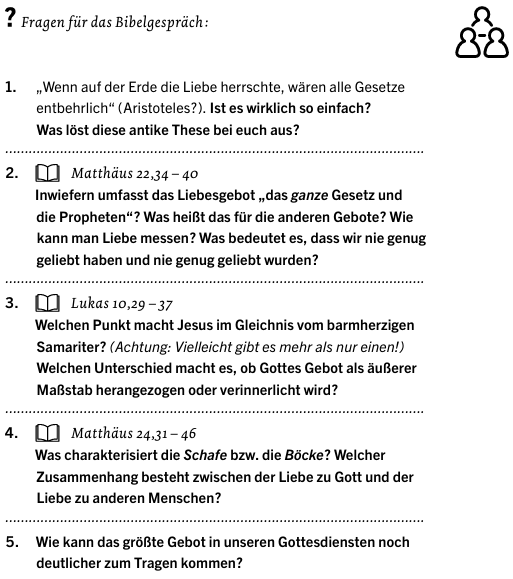 ? Fragen für das Bibelgespräch:
1. „Wenn auf der Erde die Liebe herrschte, wären alle Gesetze
entbehrlich“ (Aristoteles?). Ist es wirklich so einfach?
Was löst diese antike These bei euch aus?
2. Matthäus 22,34 – 40
Inwiefern umfasst das Liebesgebot „das ganze Gesetz und
die Propheten“? Was heißt das für die anderen Gebote? Wie
kann man Liebe messen? Was bedeutet es, dass wir nie genug
geliebt haben und nie genug geliebt wurden?
3. Lukas 10,29 – 37
Welchen Punkt macht Jesus im Gleichnis vom barmherzigen
Samariter? (Achtung: Vielleicht gibt es mehr als nur einen!)
Welchen Unterschied macht es, ob Gottes Gebot als äußerer
Maßstab herangezogen oder verinnerlicht wird?
4. Matthäus 24,31 – 46
Was charakterisiert die Schafe bzw. die Böcke? Welcher
Zusammenhang besteht zwischen der Liebe zu Gott und der
Liebe zu anderen Menschen?
5. Wie kann das größte Gebot in unseren Gottesdiensten noch
deutlicher zum Tragen kommen?